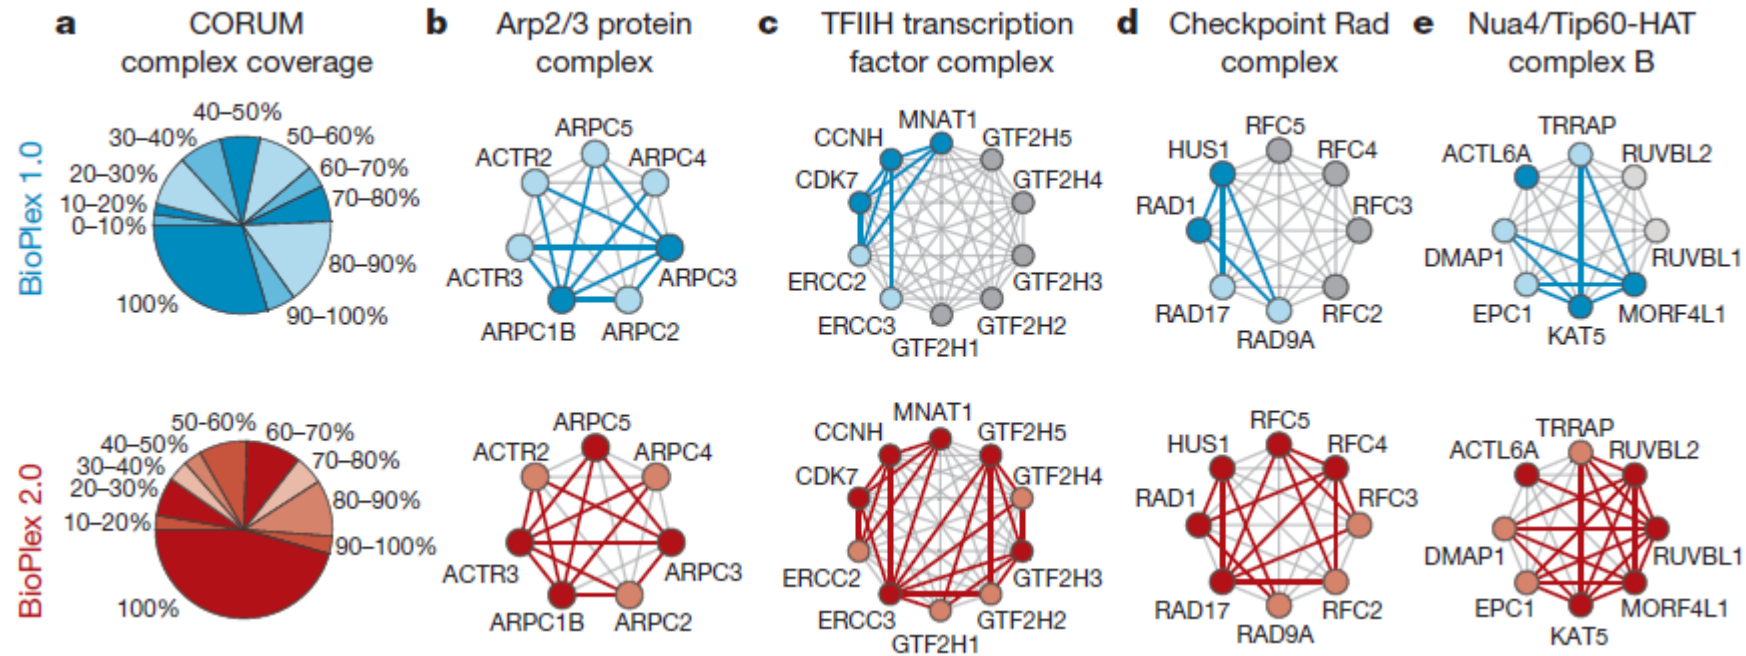 a CORUM
complex coverage
b Arp2/3 protein
complex
c TFIIH transcription
factor complex
d Checkpoint Rad
complex
e Nua4/Tip60-HAT
complex B
BioPlex 1.0
40–50%
30–40%
50–60%
20–30%
60–70%
10–20%
70–80%
0–10%
80–90%
100%
90–100%
ARPC5
ACTR2
ARPC4
ACTR3
ARPC3
ARPC1B
ARPC2
MNAT1
CCNH
GTF2H5
CDK7
GTF2H4
ERCC2
GTF2H3
ERCC3
GTF2H2
GTF2H1
RFC5
HUS1
RFC4
RAD1
RFC3
RAD17
RFC2
RAD9A
TRRAP
ACTL6A
RUVBL2
DMAP1
RUVBL1
EPC1
MORF4L1
KAT5
BioPlex 2.0
50-60%
60–70%
40–50%
70–80%
30–40%
20–30%
80–90%
10–20%
90–100%
100%
ARPC5
ACTR2
ARPC4
ACTR3
ARPC3
ARPC1B
ARPC2
MNAT1
CCNH
GTF2H5
CDK7
GTF2H4
ERCC2
GTF2H3
ERCC3
GTF2H2
GTF2H1
RFC5
HUS1
RFC4
RAD1
RFC3
RAD17
RFC2
RAD9A
TRRAP
ACTL6A
RUVBL2
DMAP1
RUVBL1
EPC1
MORF4L1
KAT5